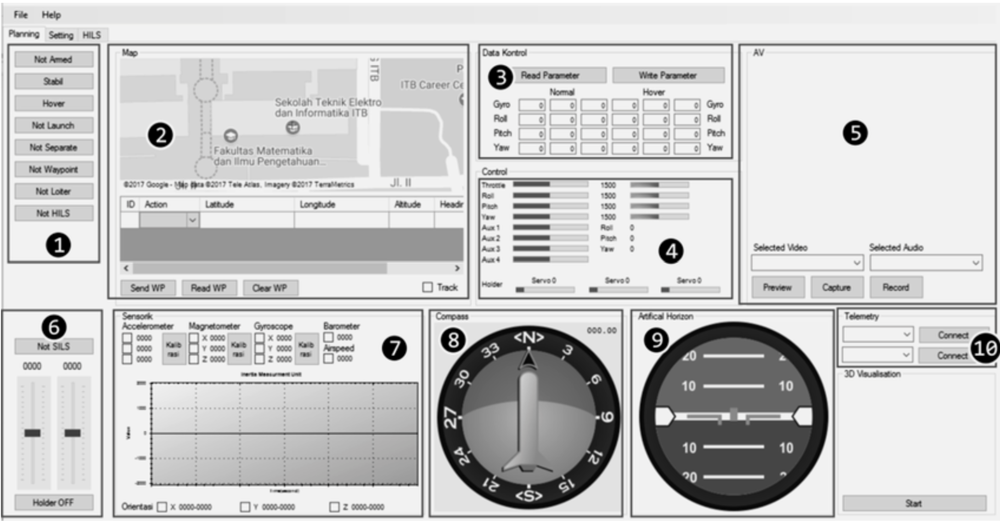 File Help
Planning Setting HILS
Not Armed
Stabil
Hover
Not Launch
Not Separate
Not Waypoint
Not Loiter
Not HILS
1
Map
S ITB
P
ITB Career Ce
Sekolah Teknik Elektro
dan Informatika ITB
2
Fakultas Matematika
dan Ilmu Pengetahuan...
©2017 Google - Map data ©2017 Tele Atlas, Imagery ©2017 TerraMetrics
Jl. II
ID Action Latitude Longitude Altitude Headin
Send WP Read WP Clear WP Track
Data Kontrol
3 Read Parameter Write Parameter
Normal Hover
Gyro 0 0 0 0 0 0 Gyro
Roll 0 0 0 0 0 0 Roll
Pitch 0 0 0 0 0 0 Pitch
Yaw 0 0 0 0 0 0 Yaw
Control
Throttle 1500
Roll 1500
Pitch 1500
Yaw 1500
Aux 1 Roll 0
Aux 2 Pitch 0
Aux 3 Yaw 0
Aux 4
4
Holder Servo 0 Servo 0 Servo 0
AV
5
Selected Video Selected Audio
Preview Capture Record
6
Not SILS
0000 0000
Holder OFF
Sensorik
Accelerometer Magnetometer Gyroscope Barometer
0000 X 0000 X 0000 0000
0000 Kalib Y 0000 Kalib Y 0000 Kalib Airspeed
0000 rasi Z 0000 rasi Z 0000 rasi 0000
7
Inertia Measurment Unit
Value
0
Orientasi X 0000-0000 Y 0000-0000 Z 0000-0000
Compass
000.00
8
<N> 3 6 9 12 15 <S> 21 24 27 30 33
Artifical Horizon
9
20 2
10 10
10 10
20 2
Telemetry
Connect
Connect
10
3D Visualisation
Start